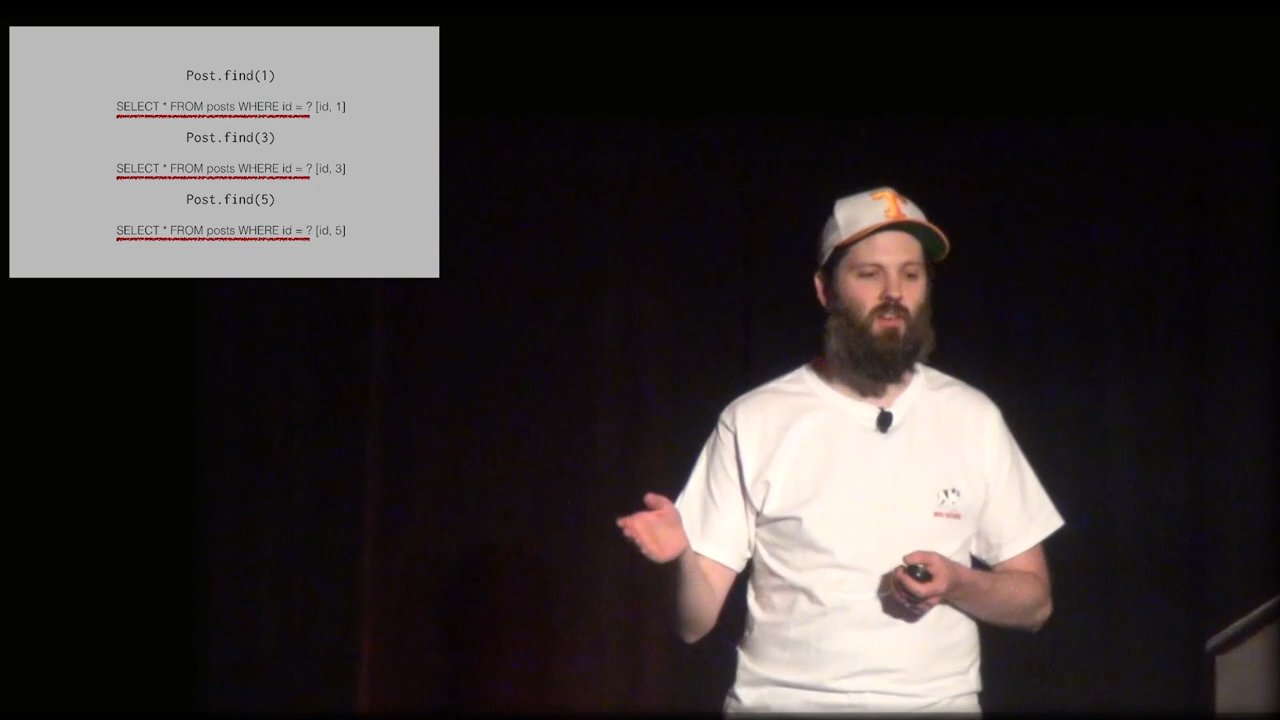 Post.find(1)
SELECT * FROM posts WHERE id = ? [id, 1]
Post.find(3)
SELECT * FROM posts WHERE id = ? [id, 3]
Post.find(5)
SELECT * FROM posts WHERE id = ? [id, 5]
T